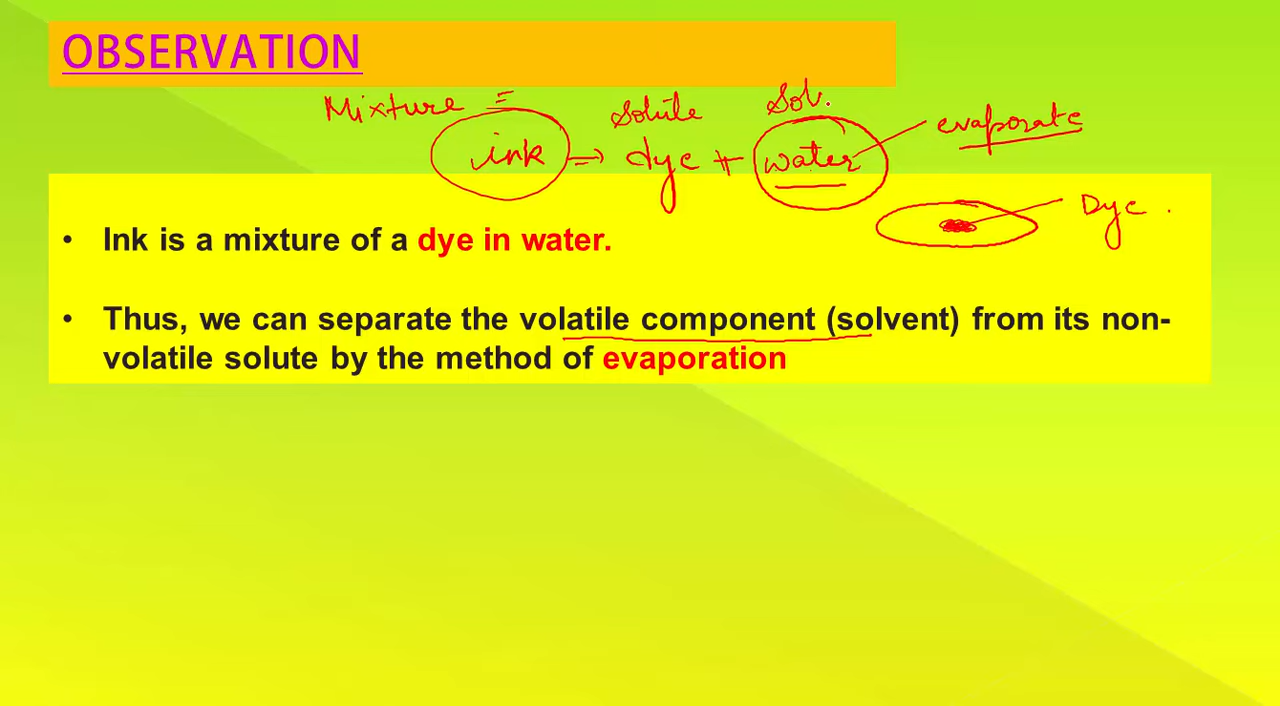 OBSERVATION
Mixture =
Solute Solv.
ink => dye + water evaporate
Dye.
• Ink is a mixture of a dye in water.
• Thus, we can separate the volatile component (solvent) from its non-
volatile solute by the method of evaporation